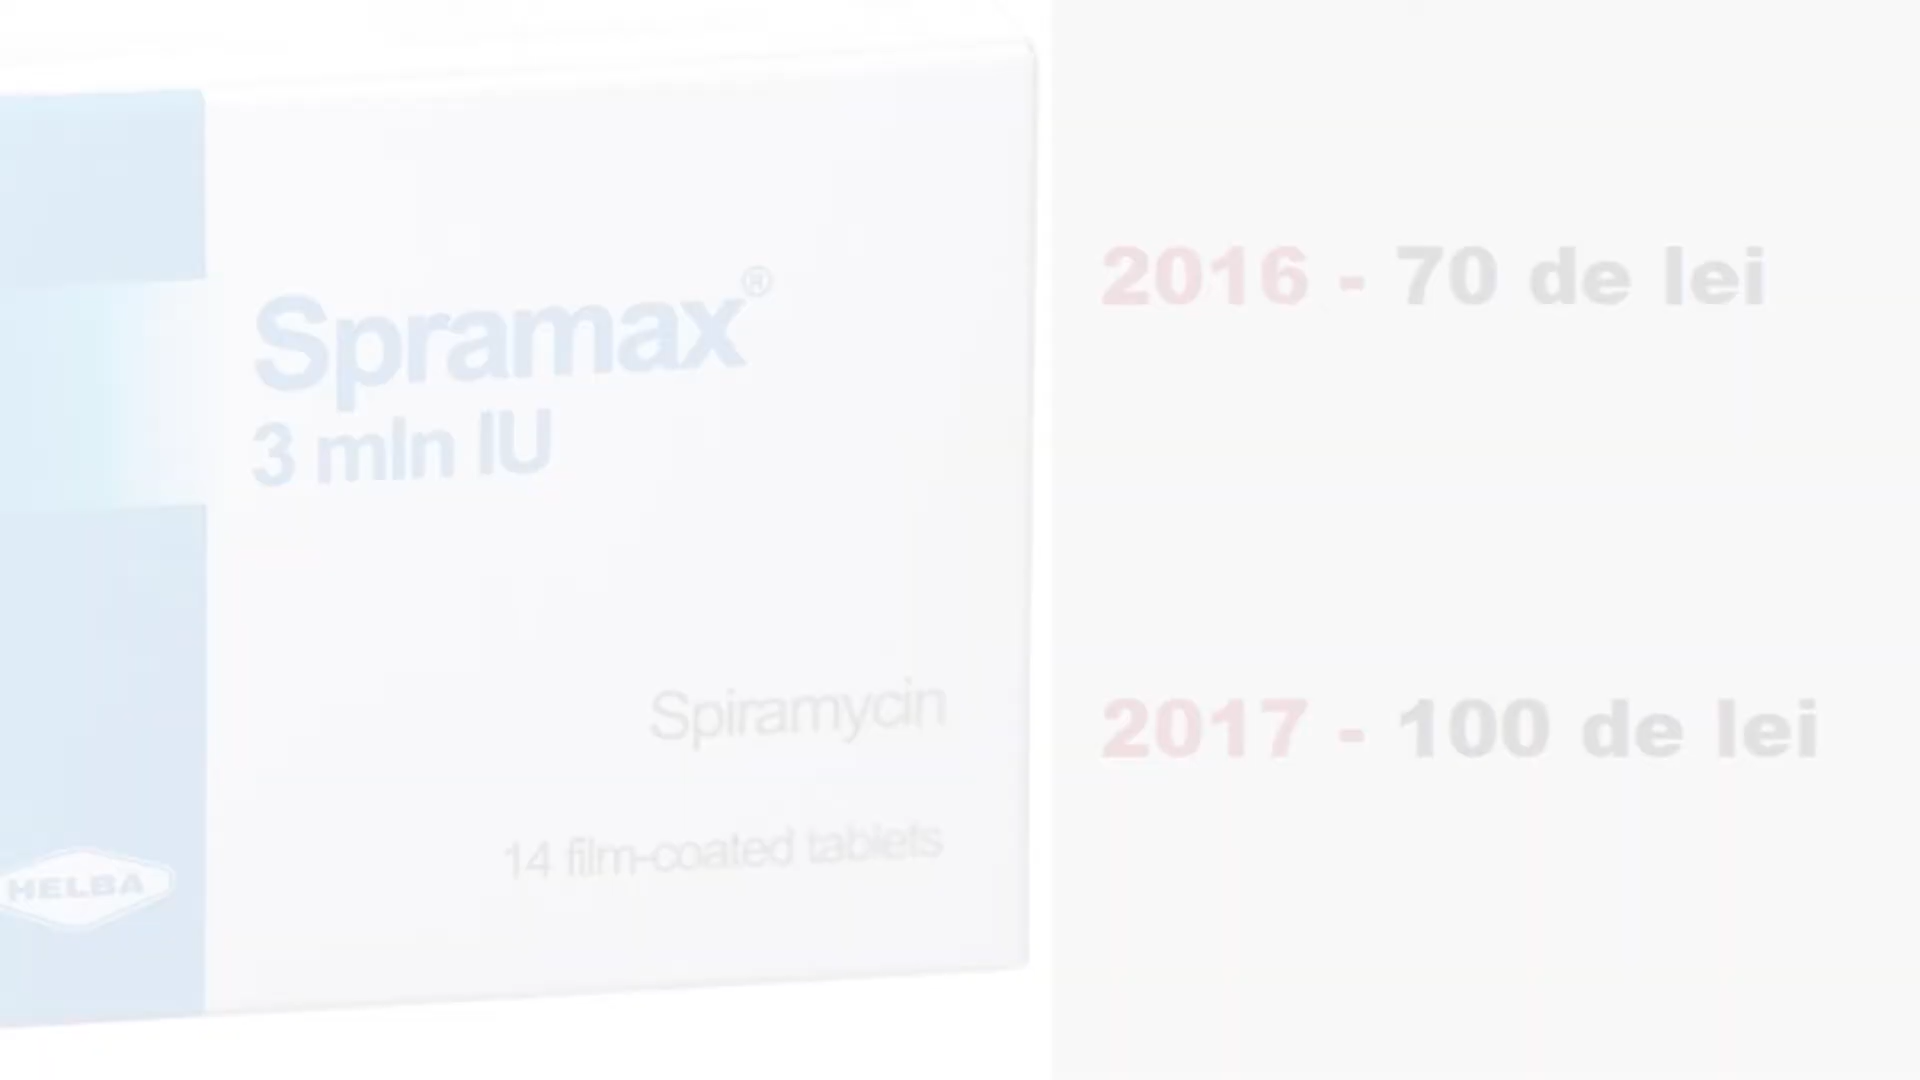 Spramax®
3 mln IU
Spiramycin
14 film-coated tablets
HELBA
2016 - 70 de lei
2017 - 100 de lei